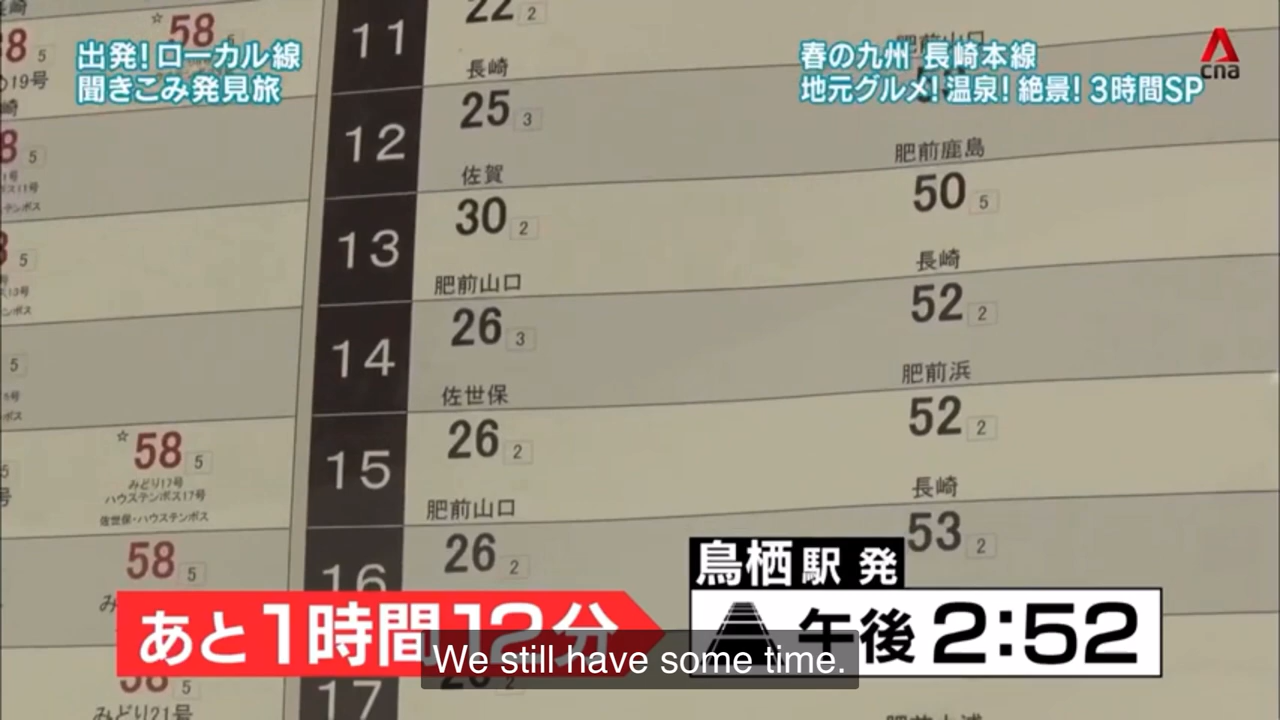 出発!ローカル線
聞きこみ発見旅
春の九州 長崎本線
地元グルメ!温泉!絶景!3時間SP
cna
☆58 5
11 22 2
長崎
12 25 3
肥前鹿島
佐賀
13 30 2 50 5
肥前山口 長崎
14 26 3 52 2
佐世保 肥前浜
☆58 5
みどり17号
ハウステンボス17号
佐世保・ハウステンボス
15 26 2 52 2
肥前山口 長崎
58 5
16 26 2 53 2
鳥栖駅 発
午後2:52
あと1時間12分
We still have some time.
58 5
みどり21号
17